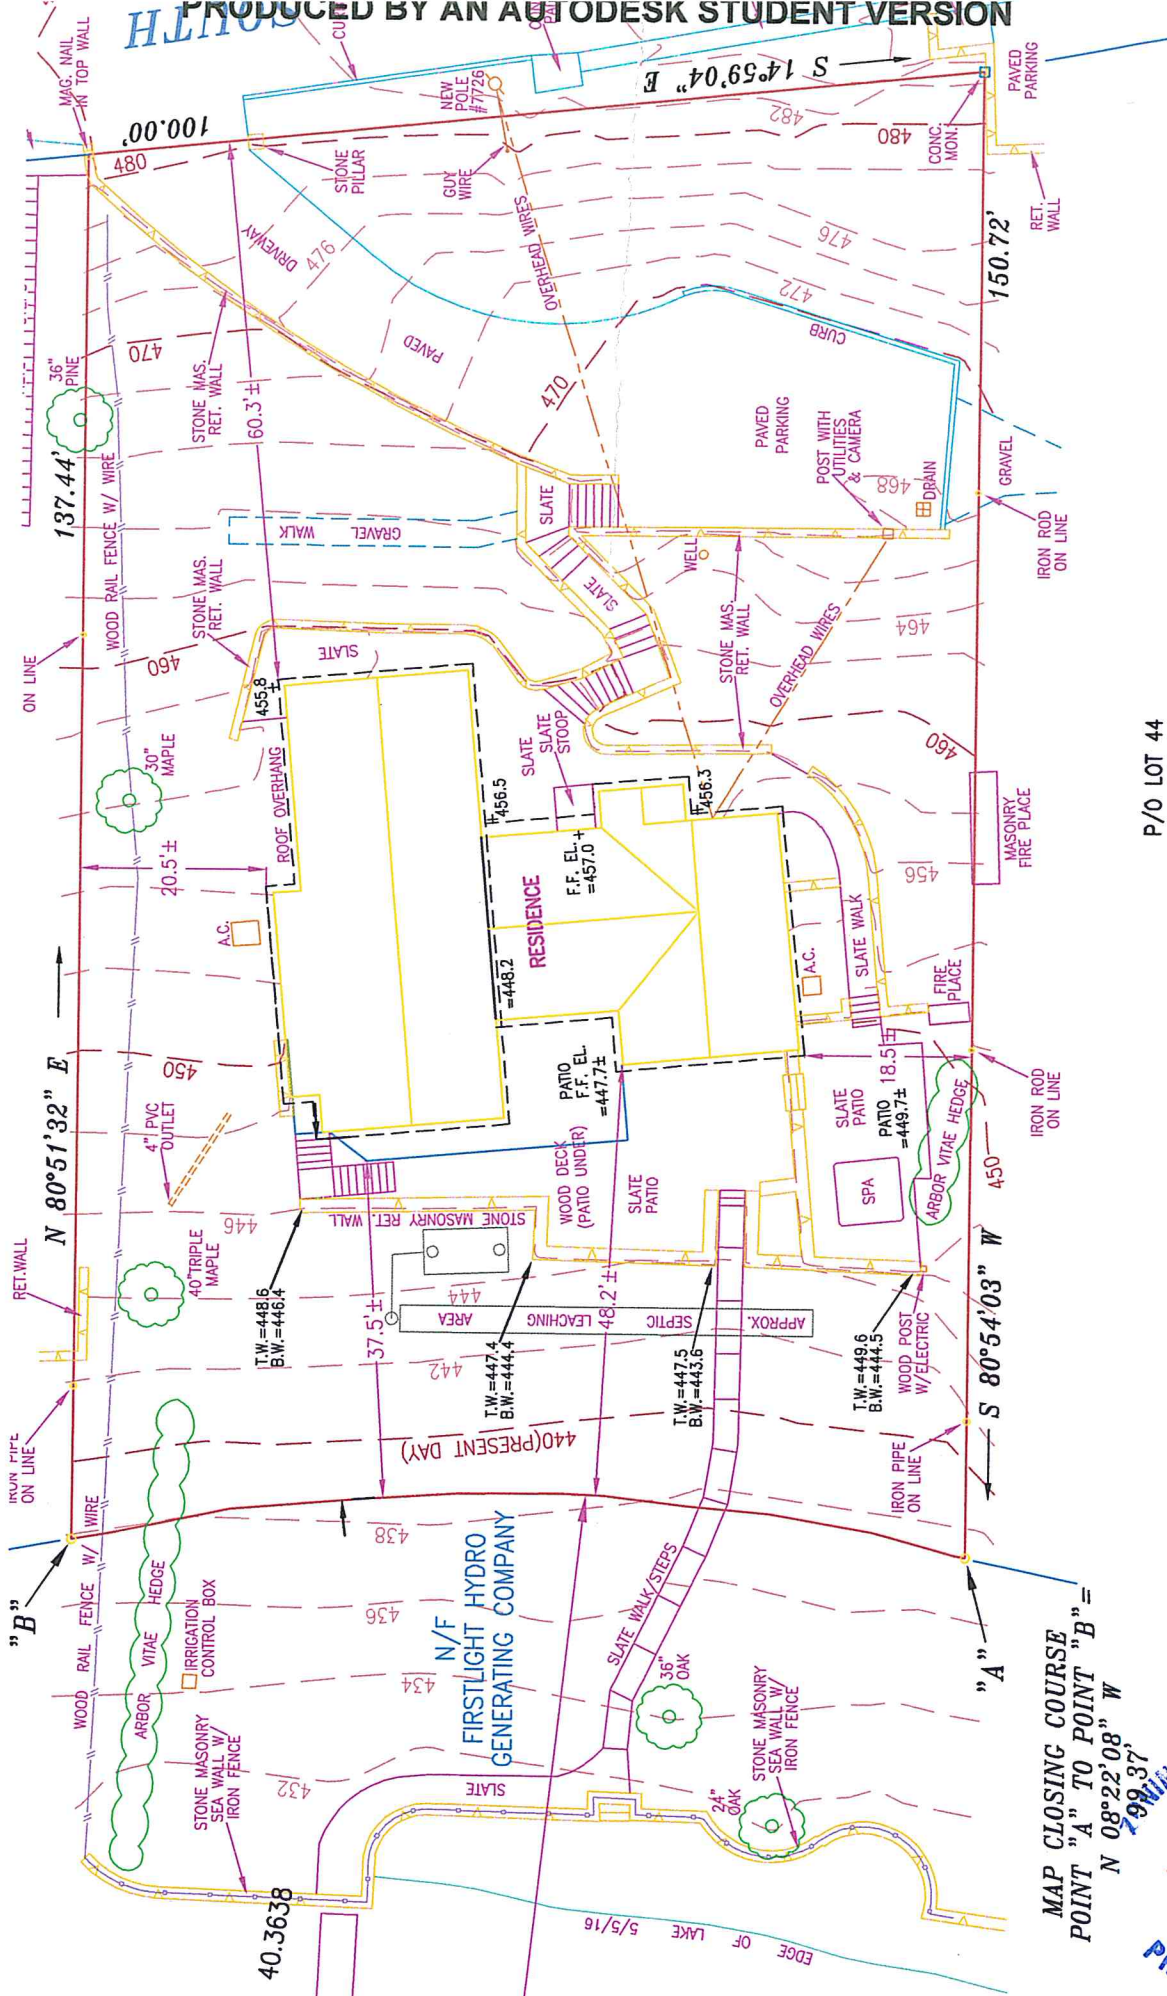 PRODUCED BY AN AUTODESK STUDENT VERSION
SOUTH
MAG. NAIL
IN TOP WALL
100.00'
480
STONE
PILLAR
NEW
POLE
#7726
GUY
WIRE
S 14°59'04" E
482
480
CONC.
MON.
PAVED
PARKING
RET.
WALL
DRIVEWAY
476
OVERHEAD WIRES
476
472
150.72'
36"
PINE
470
STONE MAS.
RET. WALL
60.3'±
PAVED
470
CURB
137.44'
WOOD RAIL FENCE W/ WIRE
PAVED
PARKING
POST WITH
UTILITIES
& CAMERA
468
DRAIN
GRAVEL
IRON ROD
ON LINE
GRAVEL WALK
SLATE
SLATE
WELL
STONE MAS.
RET. WALL
STONE MAS.
RET. WALL
464
OVERHEAD WIRES
ON LINE
460
SLATE
455.8
460
30"
MAPLE
ROOF OVERHANG
SLATE
SLATE
STOOP
456.5
456.3
MASONRY
FIRE PLACE
P/O LOT 44
20.5'±
A.C.
RESIDENCE
F.F. EL.
=457.0
456
SLATE WALK
N 80°51'32" E
=448.2
A.C.
FIRE
PLACE
450
4" PVC
OUTLET
PATIO
F.F. EL.
=447.7±
18.5'±
SLATE
PATIO
PATIO
=449.7±
ARBOR VITAE HEDGE
IRON ROD
ON LINE
450
446
STONE MASONRY RET. WALL
WOOD DECK
(PATIO UNDER)
SLATE
PATIO
SPA
RET.WALL
40"TRIPLE
MAPLE
T.W.=448.6
B.W.=446.4
444
37.5'±
APPROX. SEPTIC LEACHING AREA
48.2'±
442
T.W.=447.4
B.W.=444.4
T.W.=447.5
B.W.=443.6
T.W.=449.6
B.W.=444.5
WOOD POST
W/ELECTRIC
S 80°54'03" W
IRON PIPE
ON LINE
440(PRESENT DAY)
IRON PIPE
ON LINE
"B"
WOOD RAIL FENCE W/ WIRE
438
ARBOR VITAE HEDGE
IRRIGATION
CONTROL BOX
436
N/F
FIRSTLIGHT HYDRO
GENERATING COMPANY
434
SLATE WALK/STEPS
36"
OAK
"A"
STONE MASONRY
SEA WALL W/
IRON FENCE
432
SLATE
24"
OAK
STONE MASONRY
SEA WALL W/
IRON FENCE
40.3638
EDGE OF LAKE 5/5/16
MAP CLOSING COURSE
POINT "A" TO POINT "B"=
N 08°22'08" W
99.37'